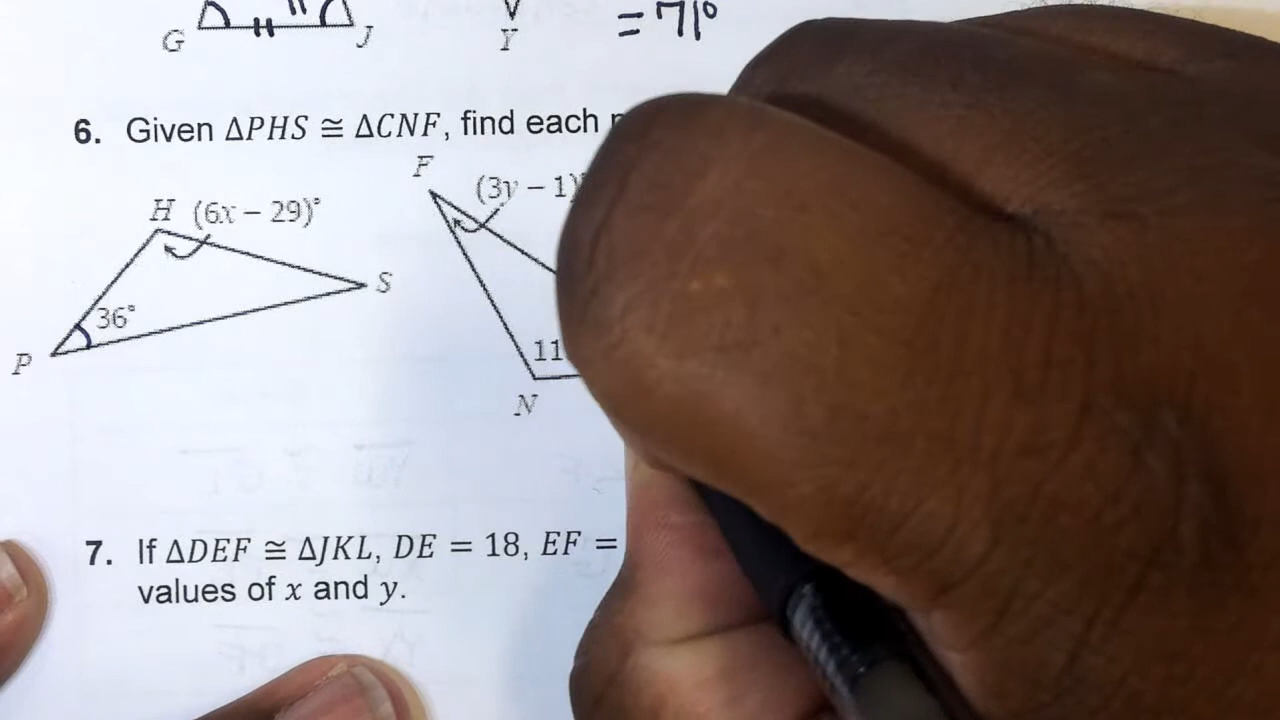 G J Y = 71°
6. Given ΔPHS ≅ ΔCNF, find each
F
(3y − 1)
H (6x − 29)°
S
36°
11
P
N
7. If ΔDEF ≅ ΔJKL, DE = 18, EF =
values of x and y.